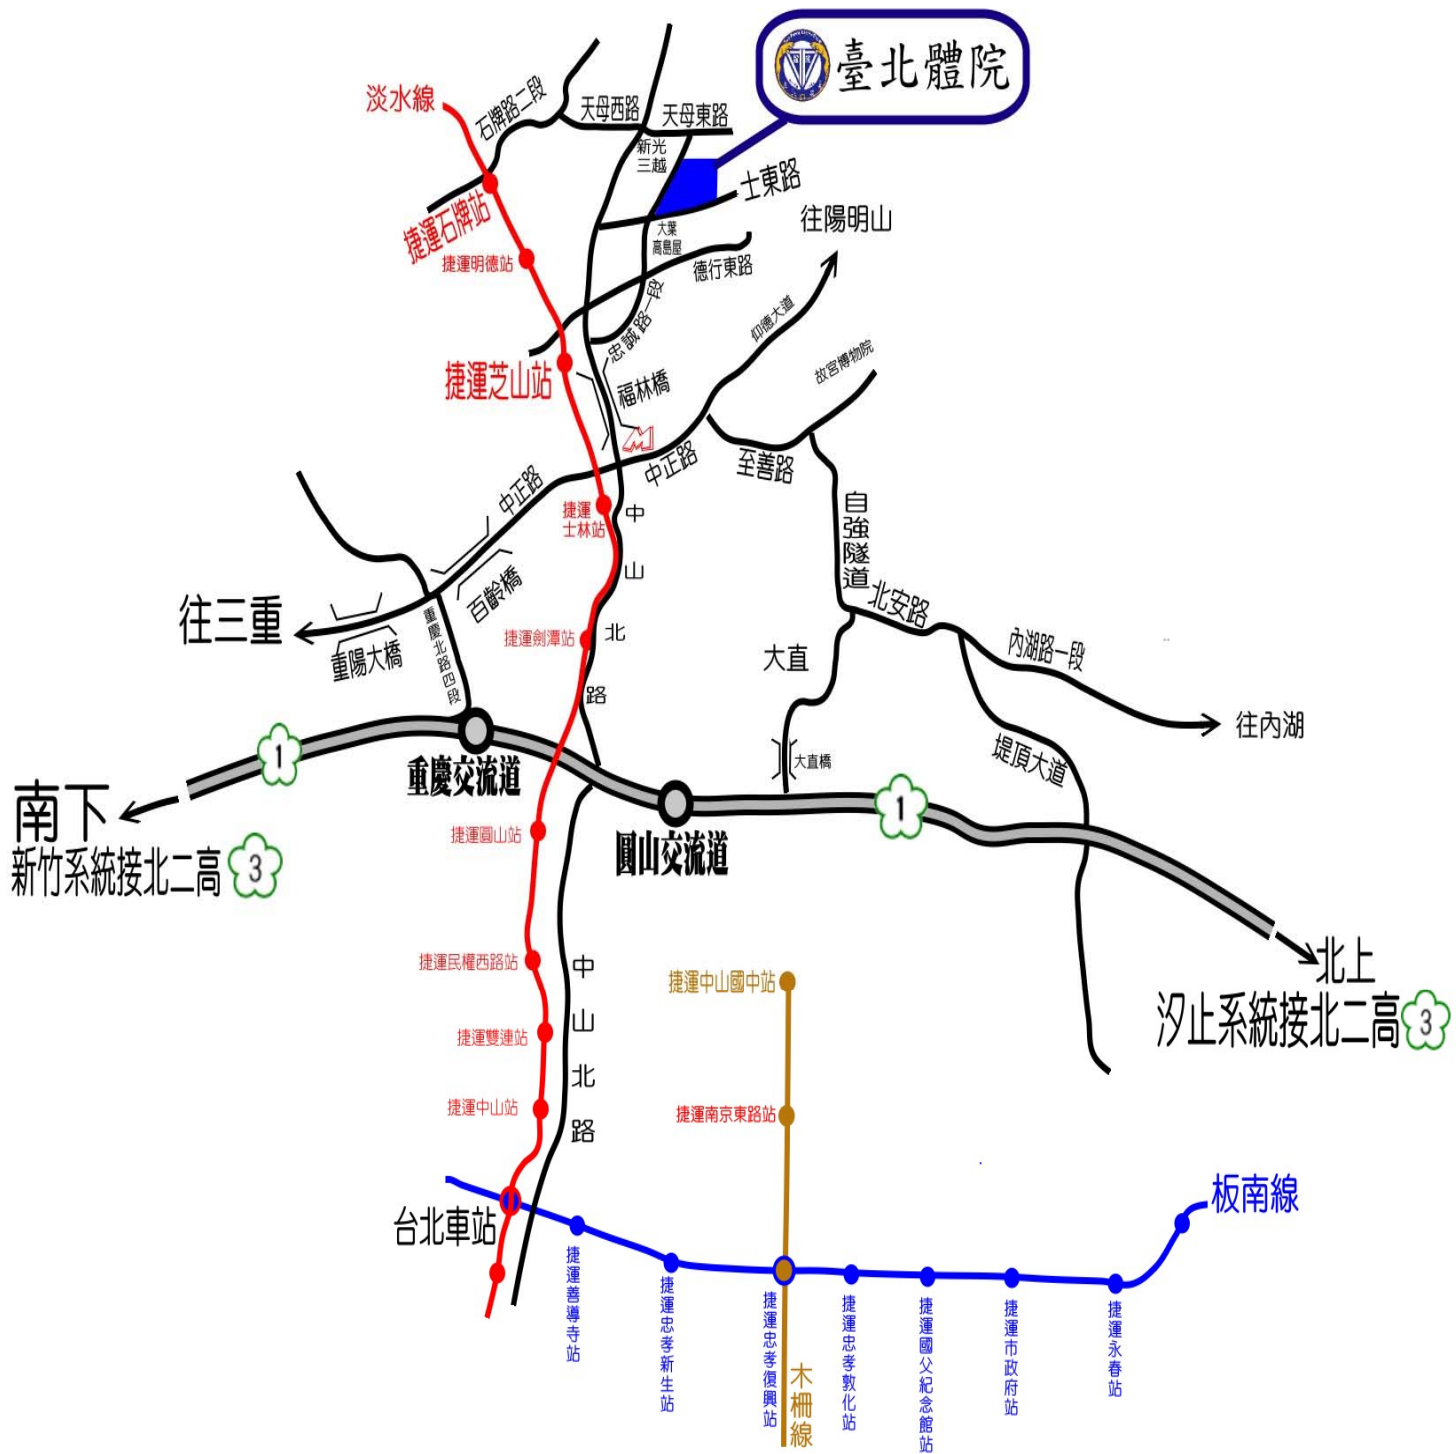 臺北體院
淡水線
石牌路二段
天母西路
天母東路
新光
三越
士東路
往陽明山
捷運石牌站
大葉
高島屋
捷運明德站
德行東路
忠誠路一段
仰德大道
故宮博物院
捷運芝山站
福林橋
中正路
至善路
中正路
捷運
士林站
中山北路
自強隧道
百齡橋
北安路
往三重
重陽大橋
重慶北路四段
捷運劍潭站
大直
內湖路一段
往內湖
1
重慶交流道
大直橋
堤頂大道
1
南下
新竹系統接北二高
3
捷運圓山站
圓山交流道
北上
汐止系統接北二高
3
捷運民權西路站
中山北路
捷運中山國中站
捷運雙連站
捷運中山站
捷運南京東路站
台北車站
板南線
捷運善導寺站
捷運忠孝新生站
捷運忠孝復興站
木柵線
捷運忠孝敦化站
捷運國父紀念館站
捷運市政府站
捷運永春站